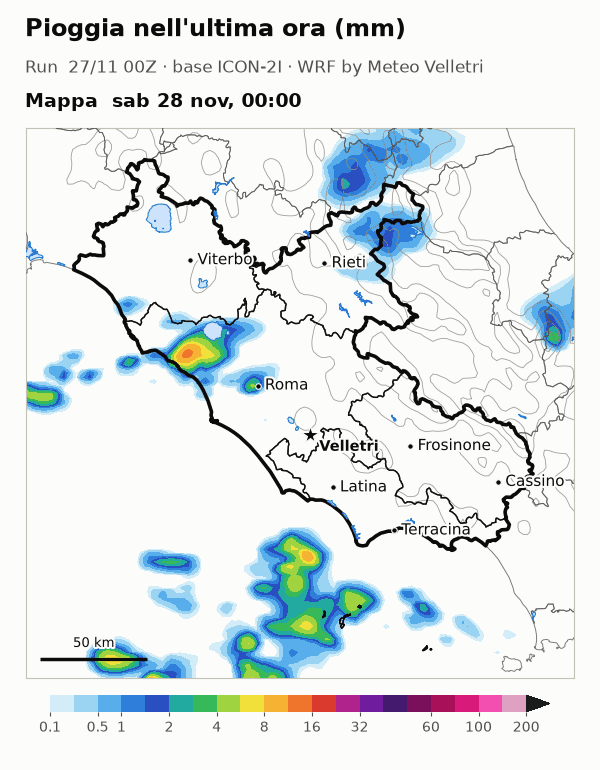 Pioggia nell'ultima ora (mm)
Run  27/11 00Z · base ICON-2I · WRF by Meteo Velletri
Mappa  sab 28 nov, 00:00
Viterbo
Rieti
Roma
Velletri
Frosinone
Latina
Cassino
Terracina
50 km
0.1 0.5 1 2 4 8 16 32 60 100 200